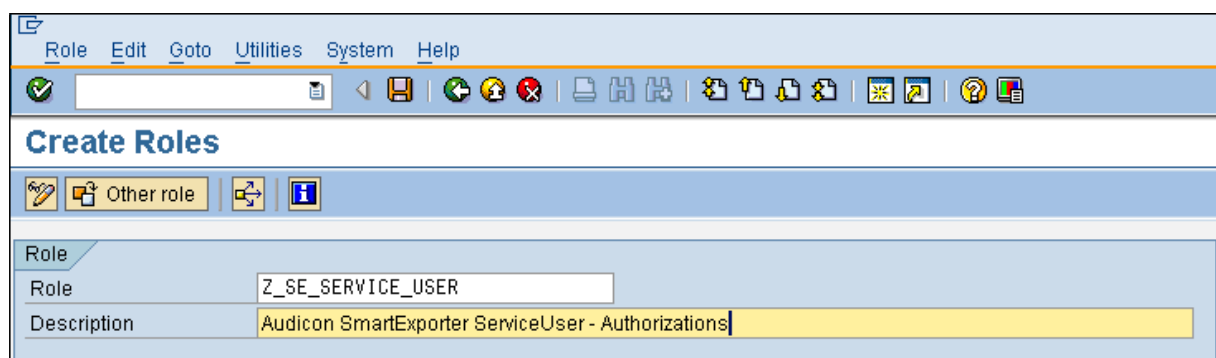 Role Edit Goto Utilities System Help
Create Roles
Other role
Role
Role Z_SE_SERVICE_USER
Description Audicon SmartExporter ServiceUser - Authorizations